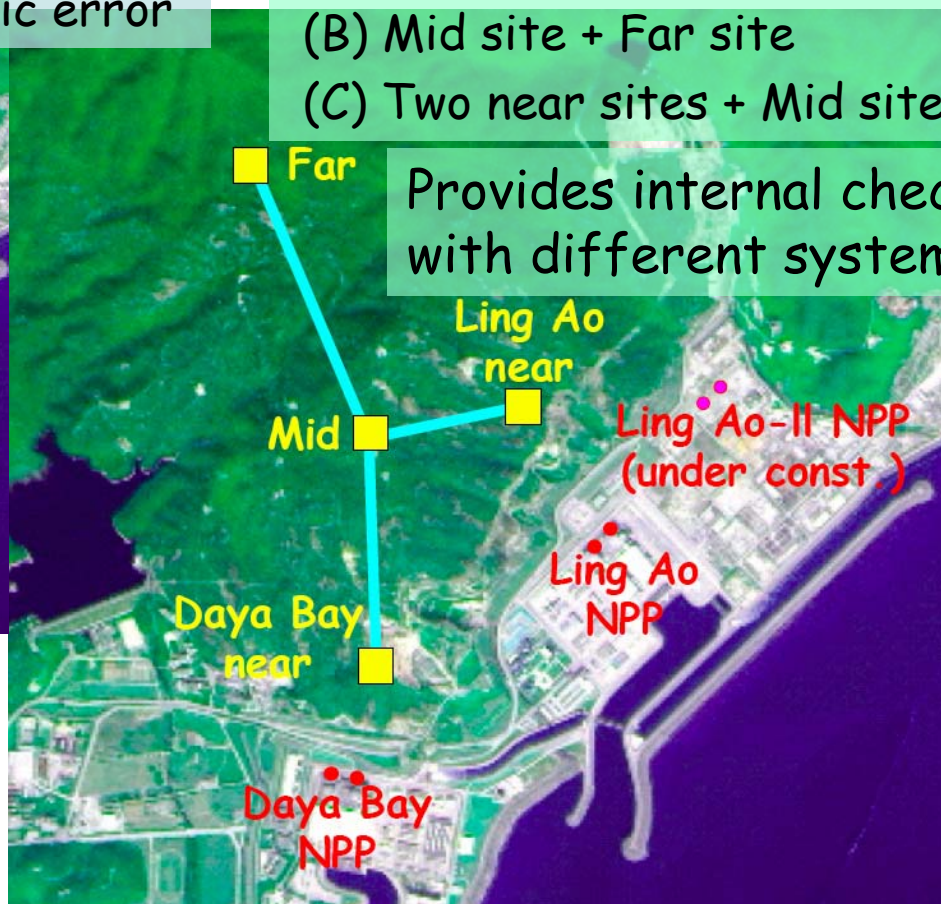 ic error
(B) Mid site + Far site
(C) Two near sites + Mid site
Provides internal chec
with different system
Far
Ling Ao
near
Mid
Ling Ao-II NPP
(under const.)
Ling Ao
NPP
Daya Bay
near
Daya Bay
NPP